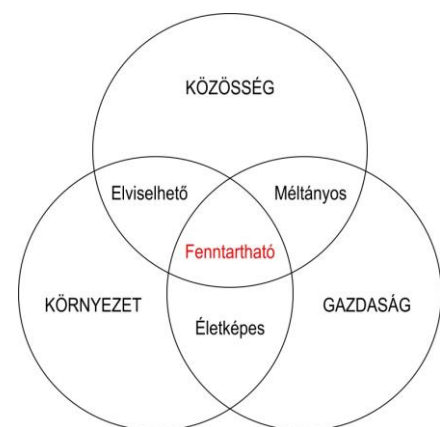 KÖZÖSSÉG
Elviselhető
Méltányos
Fenntartható
KÖRNYEZET
GAZDASÁG
Életképes